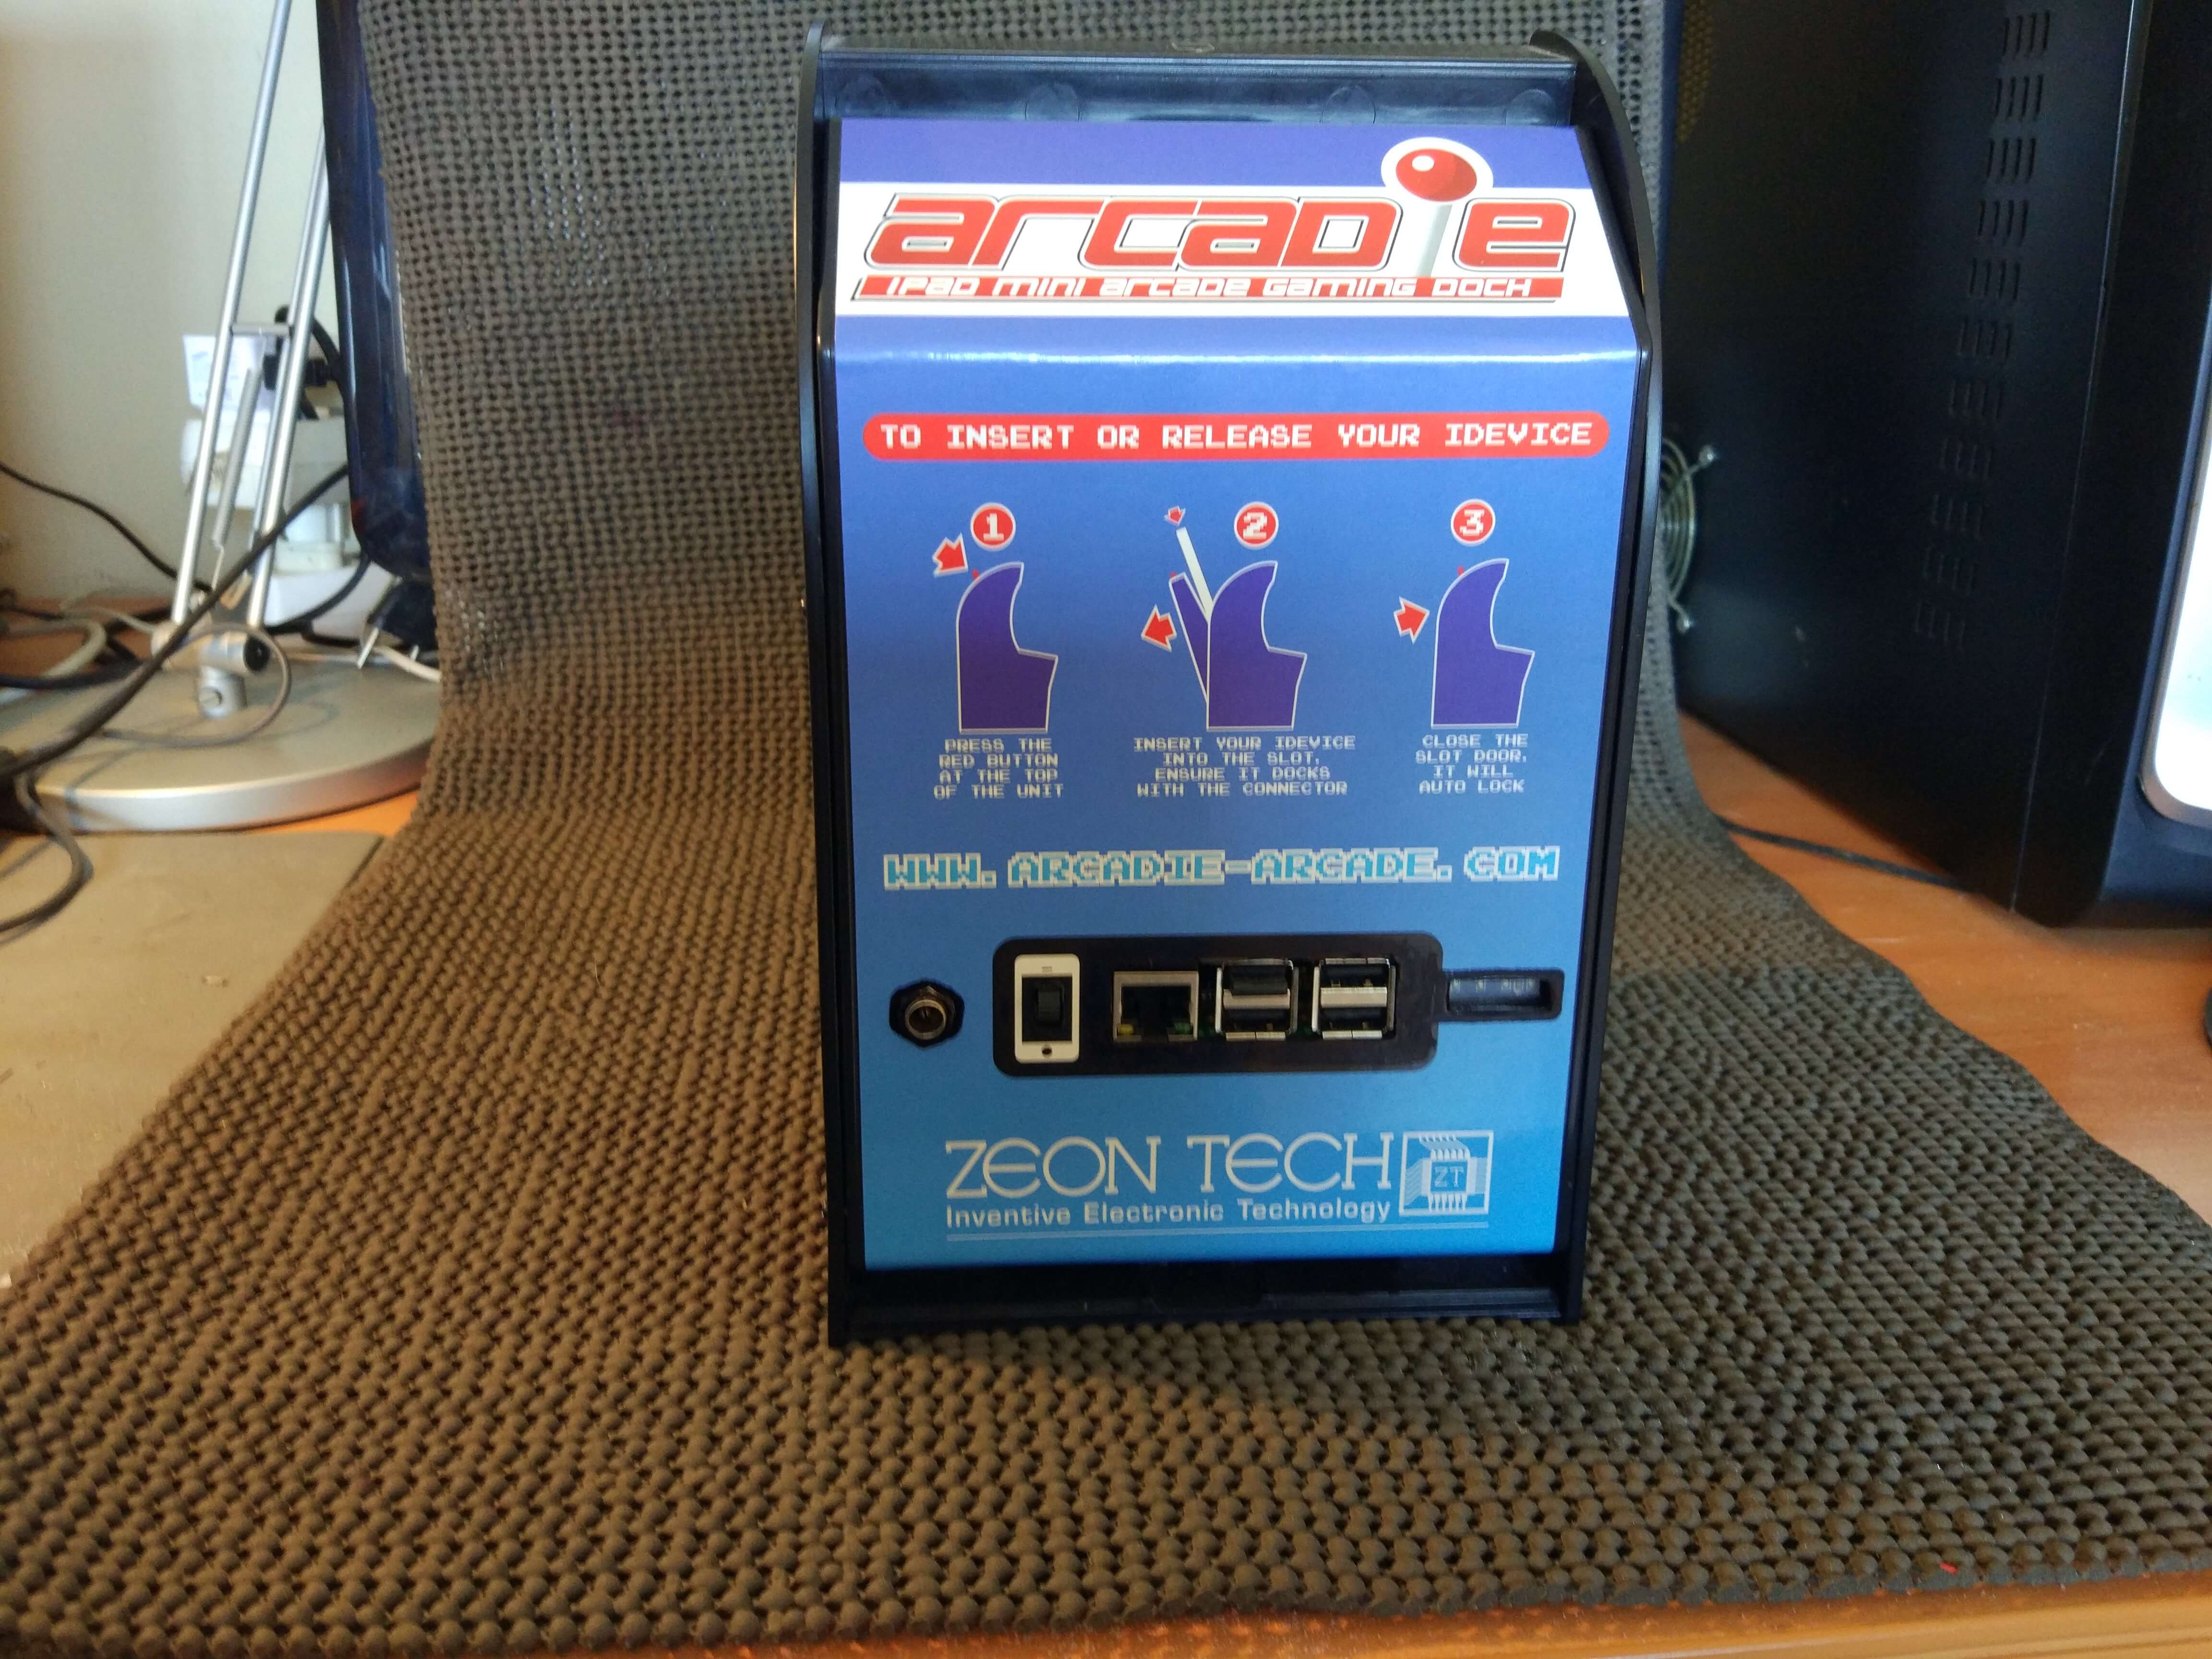 arcadie
iPad mini arcade Gaming Dock
TO INSERT OR RELEASE YOUR IDEVICE
1
2
3
PRESS THE
RED BUTTON
AT THE TOP
OF THE UNIT
INSERT YOUR IDEVICE
INTO THE SLOT,
ENSURE IT DOCKS
WITH THE CONNECTOR
CLOSE THE
SLOT DOOR,
IT WILL
AUTO LOCK
WWW.ARCADIE-ARCADE.COM
ZEON TECH
ZT
Inventive Electronic Technology